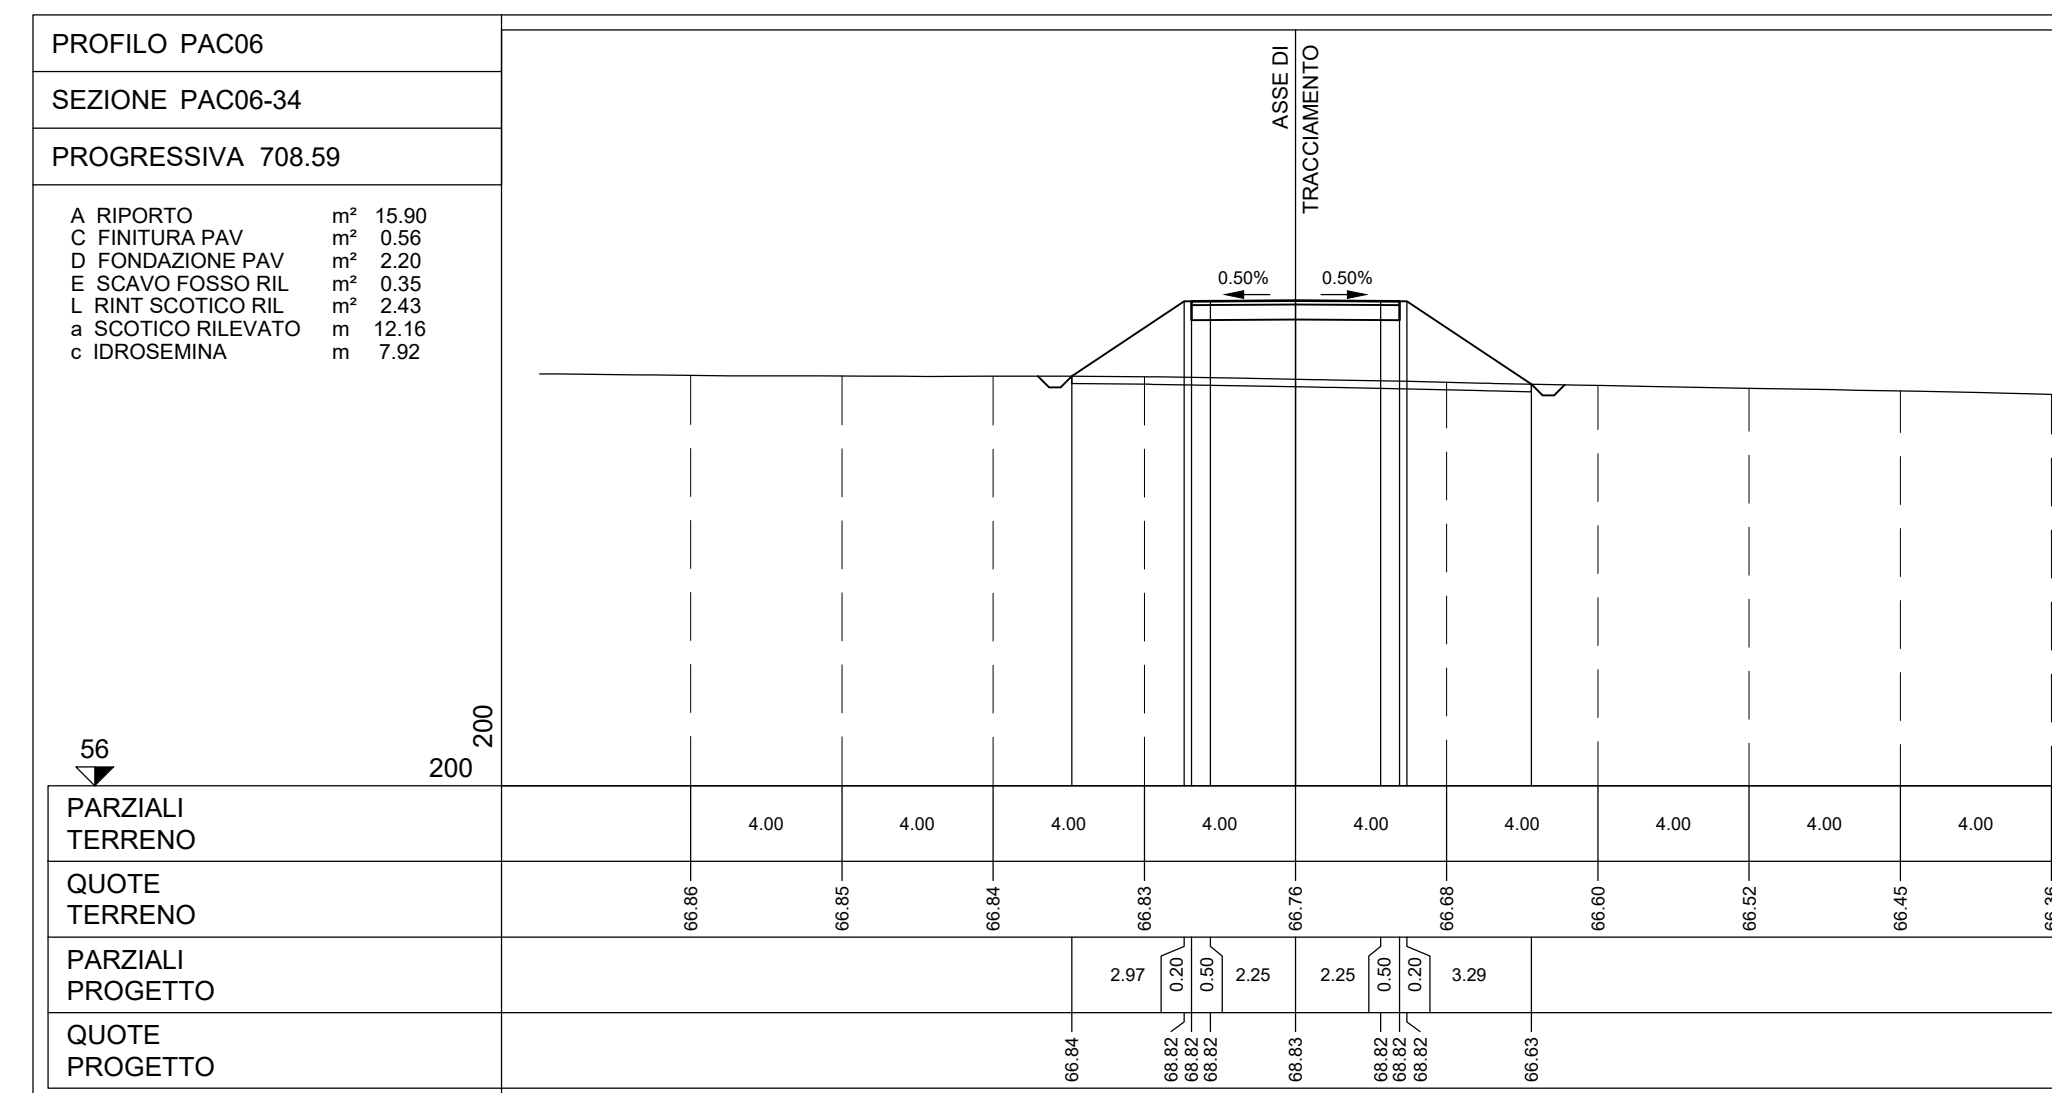 PROFILO PAC06
SEZIONE PAC06-34
PROGRESSIVA 708.59
A RIPORTO m² 15.90
C FINITURA PAV m² 0.56
D FONDAZIONE PAV m² 2.20
E SCAVO FOSSO RIL m² 0.35
L RINT SCOTICO RIL m² 2.43
a SCOTICO RILEVATO m 12.16
c IDROSEMINA m 7.92
ASSE DI
TRACCIAMENTO
0.50% 0.50%
200
56
200
PARZIALI
TERRENO
4.00 4.00 4.00 4.00 4.00 4.00 4.00 4.00 4.00
QUOTE
TERRENO
66.86 66.85 66.84 66.83 66.76 66.68 66.60 66.52 66.45 66.36
PARZIALI
PROGETTO
2.97 0.20 0.50 2.25 2.25 0.50 0.20 3.29
QUOTE
PROGETTO
66.84 68.82 68.82 68.82 68.83 68.82 68.82 68.82 66.63